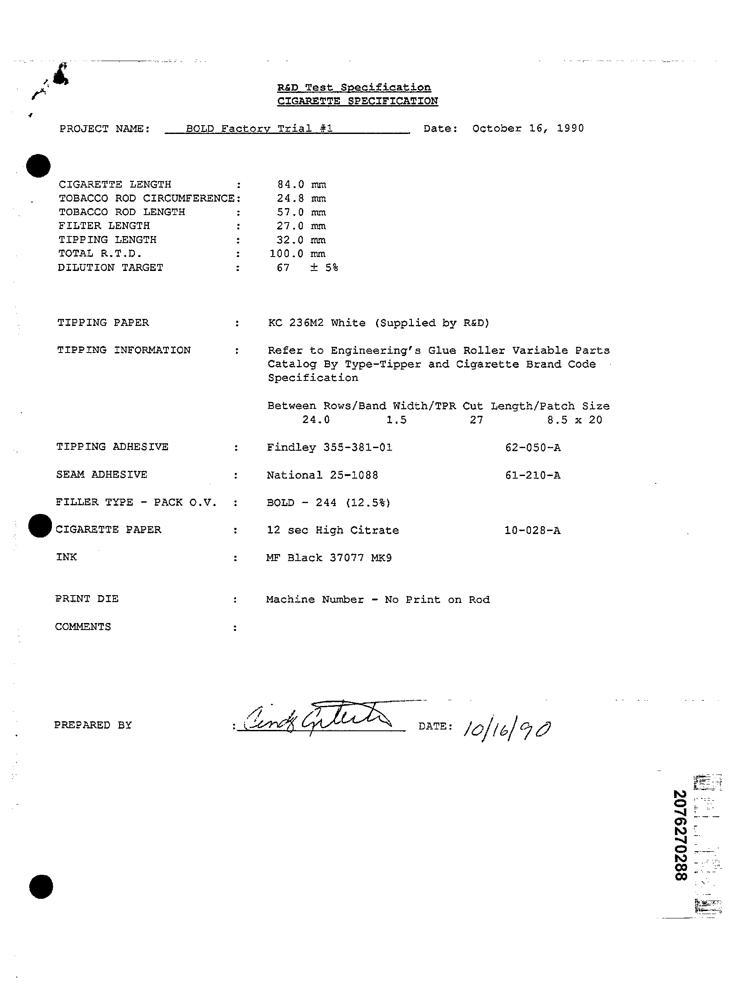 R&D Test Specification
CIGARETTE SPECIFICATION
PROJECT NAME: BOLD Factory Trial #1 Date: October 16, 1990
CIGARETTE LENGTH : 84.0 mm
TOBACCO ROD CIRCUMFERENCE: 24.8 mm
TOBACCO ROD LENGTH : 57.0 mm
FILTER LENGTH : 27.0 mm
TIPPING LENGTH : 32.0 mm
TOTAL R.T.D. : 100.0 mm
DILUTION TARGET : 67 ± 5%
TIPPING PAPER : KC 236M2 White (Supplied by R&D)
TIPPING INFORMATION : Refer to Engineering's Glue Roller Variable Parts
Catalog By Type-Tipper and Cigarette Brand Code
Specification
Between Rows/Band Width/TPR Cut Length/Patch Size
24.0 1.5 27 8.5 x 20
TIPPING ADHESIVE : Findley 355-381-01 62-050-A
SEAM ADHESIVE : National 25-1088 61-210-A
FILLER TYPE - PACK O.V. : BOLD - 244 (12.5%)
CIGARETTE PAPER : 12 sec High Citrate 10-028-A
INK : MF Black 37077 MK9
PRINT DIE : Machine Number - No Print on Rod
COMMENTS :
PREPARED BY : DATE: 10/16/90
2076270288